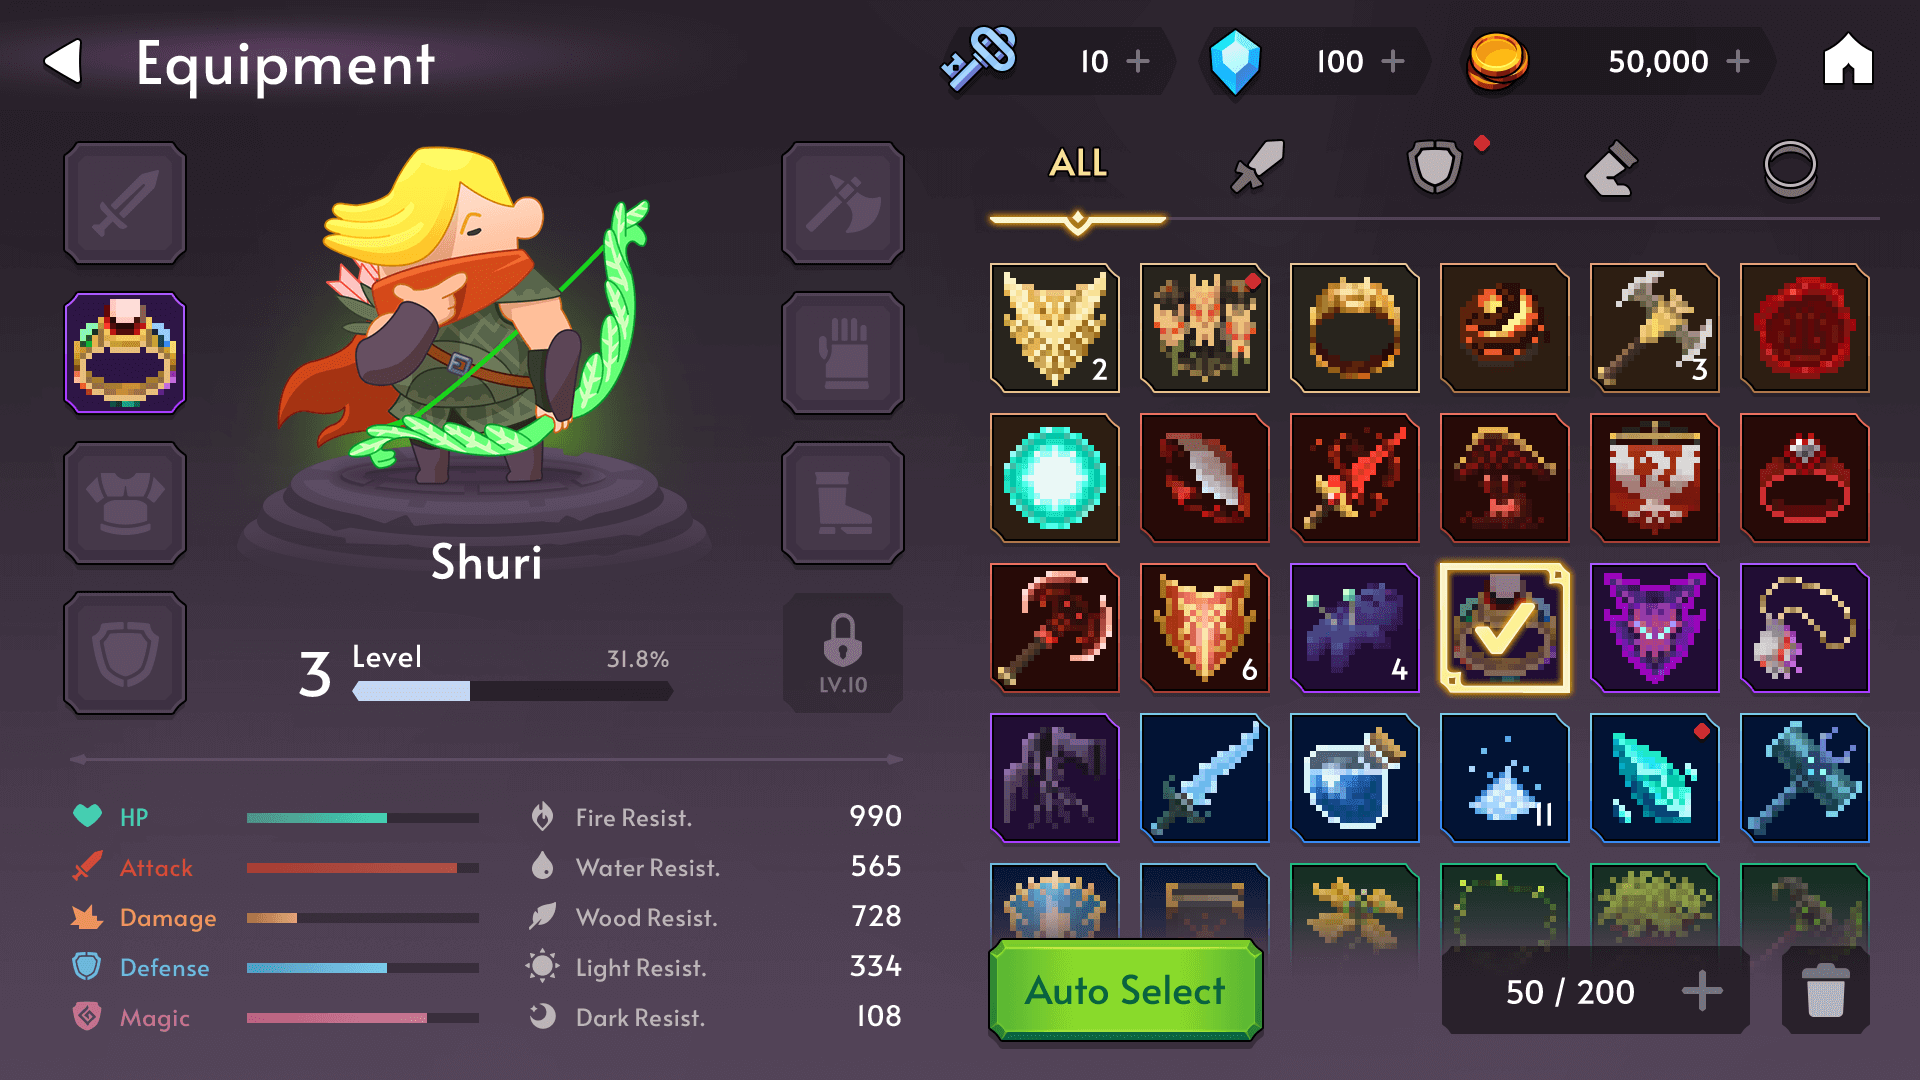 Equipment
10 +
100 +
50,000 +
ALL
2
3
6
4
11
Shuri
3
Level
31.8%
LV.10
HP
Attack
Damage
Defense
Magic
Fire Resist. 990
Water Resist. 565
Wood Resist. 728
Light Resist. 334
Dark Resist. 108
Auto Select
50 / 200 +